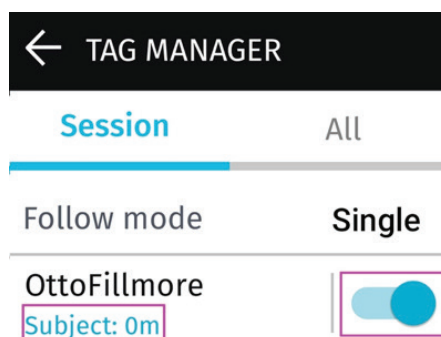 TAG MANAGER
Session All
Follow mode Single
OttoFillmore
Subject: 0m